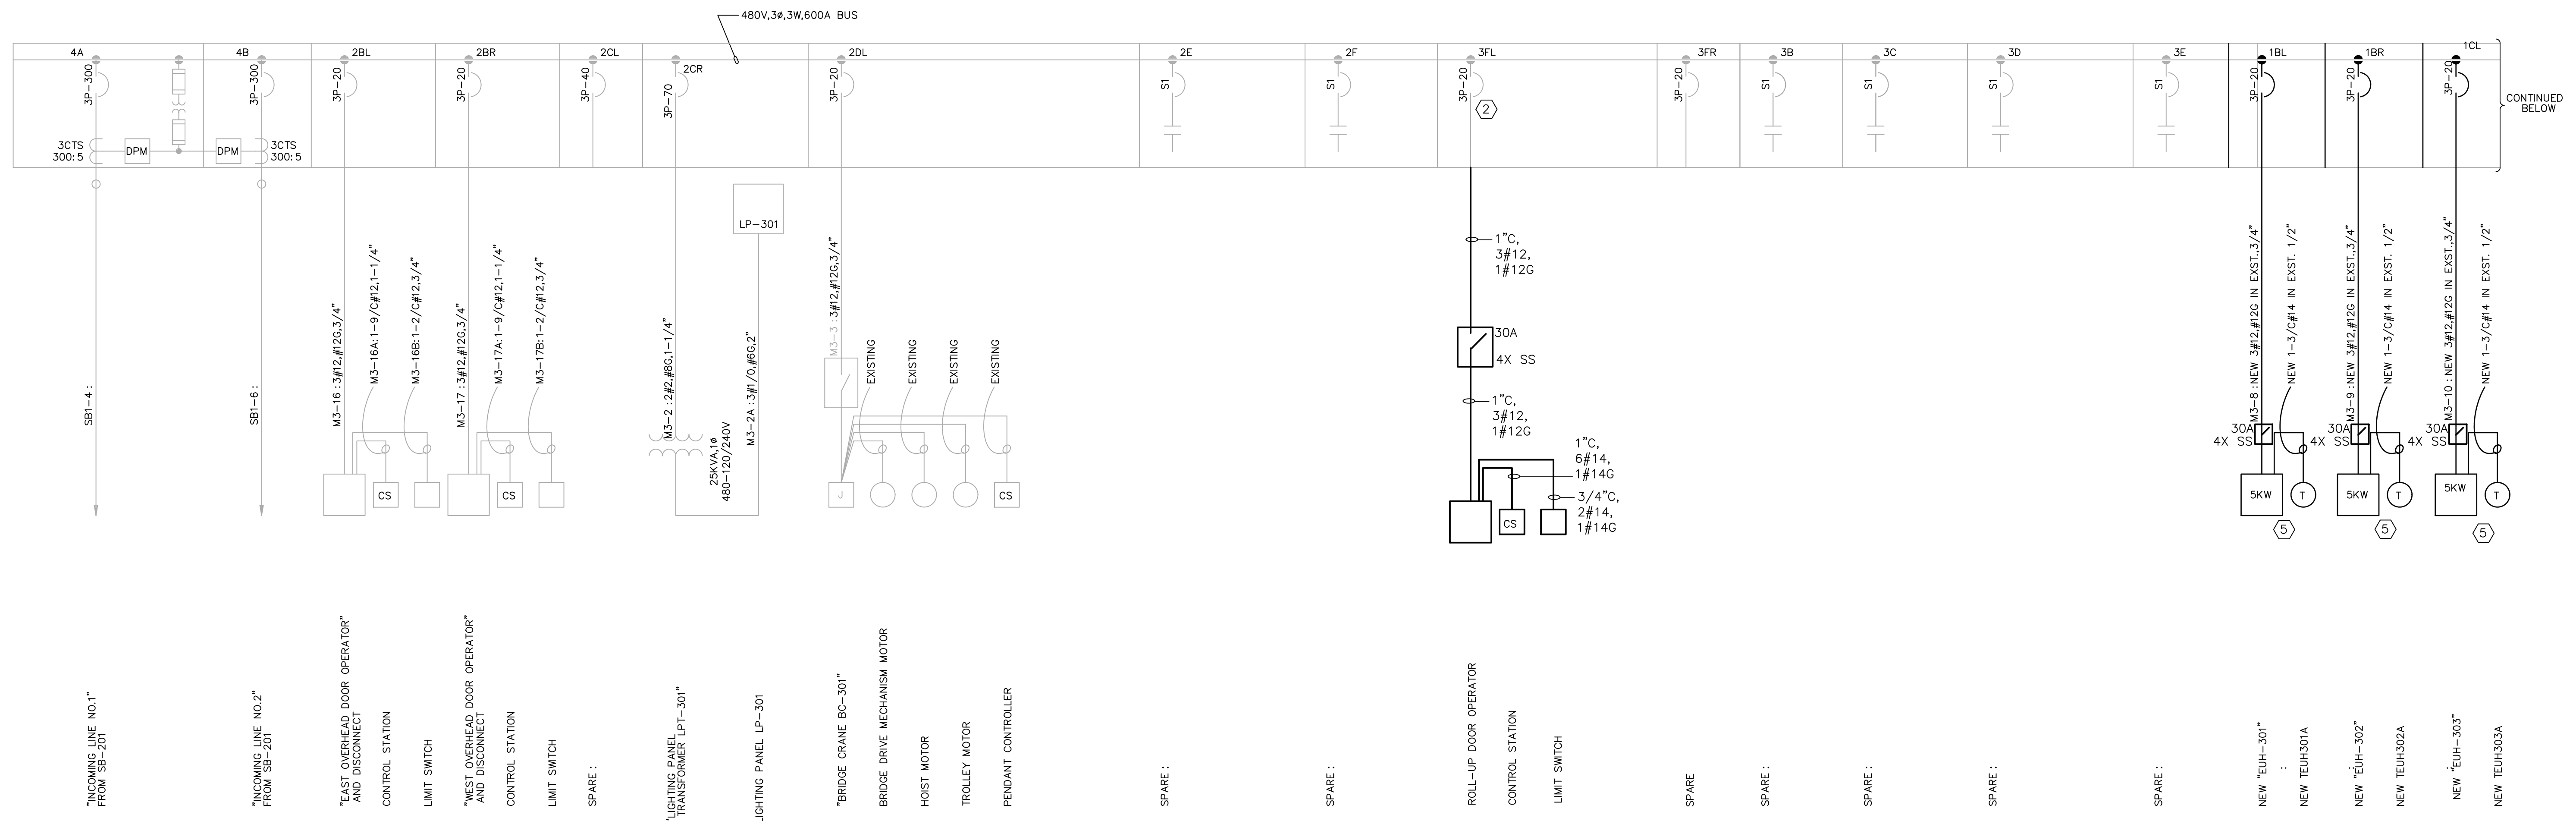 480V,3ø,3W,600A BUS
4A
4B
2BL
2BR
2CL
2CR
2DL
2E
2F
3FL
3FR
3B
3C
3D
3E
1BL
1BR
1CL
3P-300
3P-300
3P-20
3P-20
3P-40
3P-70
3P-20
S1
S1
3P-20
2
3P-20
S1
S1
S1
S1
3P-20
3P-20
3P-20
CONTINUED
BELOW
3CTS
300:5
DPM
DPM
3CTS
300:5
LP-301
SB1-4 :
SB1-6 :
M3-16 :3#12,#12G,3/4"
M3-16A:1-9/C#12,1-1/4"
M3-16B:1-2/C#12,3/4"
M3-17 :3#12,#12G,3/4"
M3-17A:1-9/C#12,1-1/4"
M3-17B:1-2/C#12,3/4"
M3-2 :2#2,#8G,1-1/4"
25KVA,1ø
480-120/240V
M3-2A :3#1/0,#6G,2"
M3-3 :3#12,#12G,3/4"
EXISTING
EXISTING
EXISTING
EXISTING
1"C,
3#12,
1#12G
30A
4X SS
1"C,
3#12,
1#12G
1"C,
6#14,
1#14G
3/4"C,
2#14,
1#14G
M3-8 :NEW 3#12,#12G IN EXST.,3/4"
NEW 1-3/C#14 IN EXST. 1/2"
M3-9 :NEW 3#12,#12G IN EXST.,3/4"
NEW 1-3/C#14 IN EXST. 1/2"
M3-10 :NEW 3#12,#12G IN EXST.,3/4"
NEW 1-3/C#14 IN EXST. 1/2"
30A
4X SS
30A
4X SS
30A
4X SS
CS
CS
J
CS
CS
5KW
T
5
5KW
T
5
5KW
T
5
"INCOMING LINE NO.1"
FROM SB-201
"INCOMING LINE NO.2"
FROM SB-201
"EAST OVERHEAD DOOR OPERATOR"
AND DISCONNECT
CONTROL STATION
LIMIT SWITCH
"WEST OVERHEAD DOOR OPERATOR"
AND DISCONNECT
CONTROL STATION
LIMIT SWITCH
SPARE :
"LIGHTING PANEL
TRANSFORMER LPT-301"
LIGHTING PANEL LP-301
"BRIDGE CRANE BC-301"
BRIDGE DRIVE MECHANISM MOTOR
HOIST MOTOR
TROLLEY MOTOR
PENDANT CONTROLLER
SPARE :
SPARE :
ROLL-UP DOOR OPERATOR
CONTROL STATION
LIMIT SWITCH
SPARE
SPARE :
SPARE :
SPARE :
SPARE :
NEW "EUH-301"
:
NEW TEUH301A
NEW "EUH-302"
:
NEW TEUH302A
NEW "EUH-303"
:
NEW TEUH303A